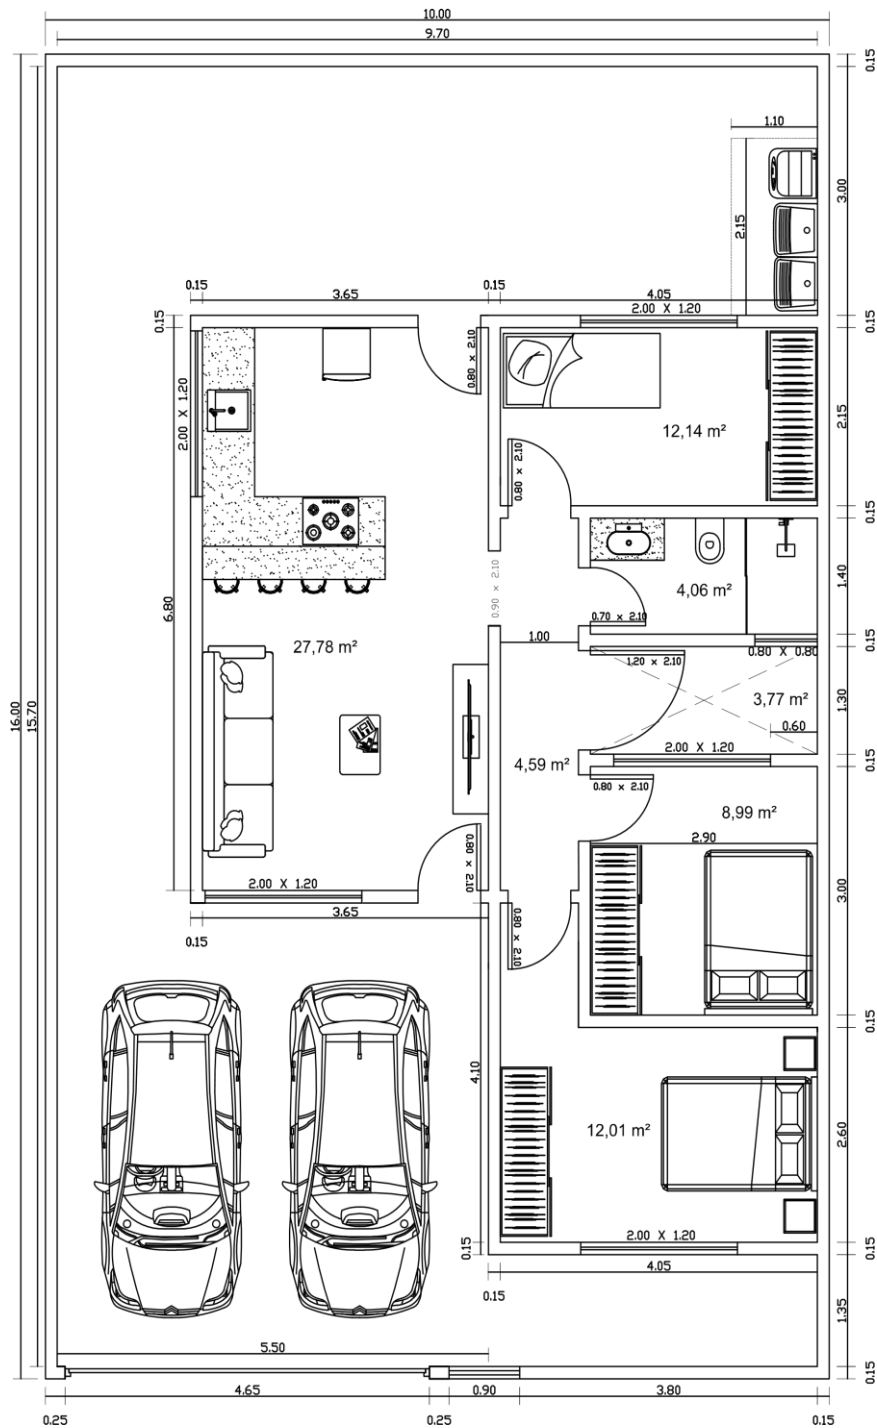 10.00
9.70
0.15
1.10
3.00
2.15
0.15
3.65
0.15
4.05
2.00 X 1.20
0.15
0.15
0.80 x 2.10
2.00 X 1.20
12,14 m²
2.15
0.80 x 2.10
0.15
0.90 x 2.10
4,06 m²
1.40
6.80
0.70 x 2.10
27,78 m²
1.00
0.15
0.80 x 0.80
1.20 x 2.10
3,77 m²
1.30
16.00
15.70
0.60
2.00 X 1.20
4,59 m²
0.15
0.80 x 2.10
8,99 m²
2.90
0.80 x 2.10
2.00 X 1.20
3.00
3.65
0.80 x 2.10
0.15
0.15
4.10
12,01 m²
2.60
2.00 X 1.20
0.15
0.15
4.05
0.15
1.35
5.50
0.15
4.65
0.90
3.80
0.25
0.25
0.15